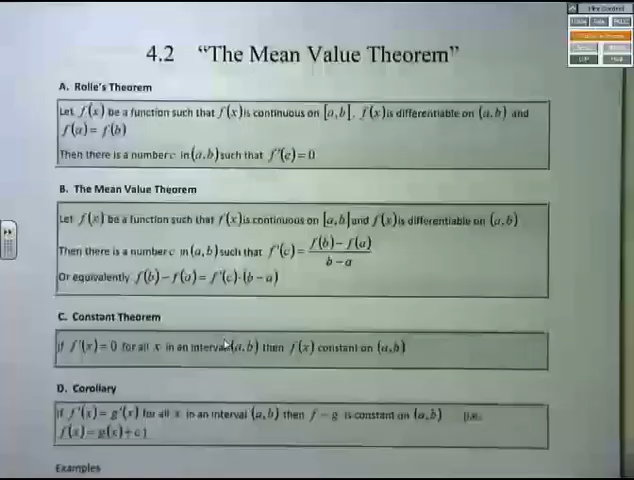 4.2 "The Mean Value Theorem"
A. Rolle's Theorem
Let f(x) be a function such that f(x) is continuous on [a,b], f(x) is differentiable on (a,b) and
f(a) = f(b)
Then there is a number c in (a,b) such that f'(c) = 0
B. The Mean Value Theorem
Let f(x) be a function such that f(x) is continuous on [a,b] and f(x) is differentiable on (a,b)
Then there is a number c in (a,b) such that f'(c) = f(b) - f(a) / b - a
Or equivalently f(b) - f(a) = f'(c)·(b - a)
C. Constant Theorem
If f'(x) = 0 for all x in an interval (a,b) then f(x) constant on (a,b)
D. Corollary
If f'(x) = g'(x) for all x in an interval (a,b) then f - g is constant on (a,b) [i.e.
f(x) = g(x) + c]
Examples